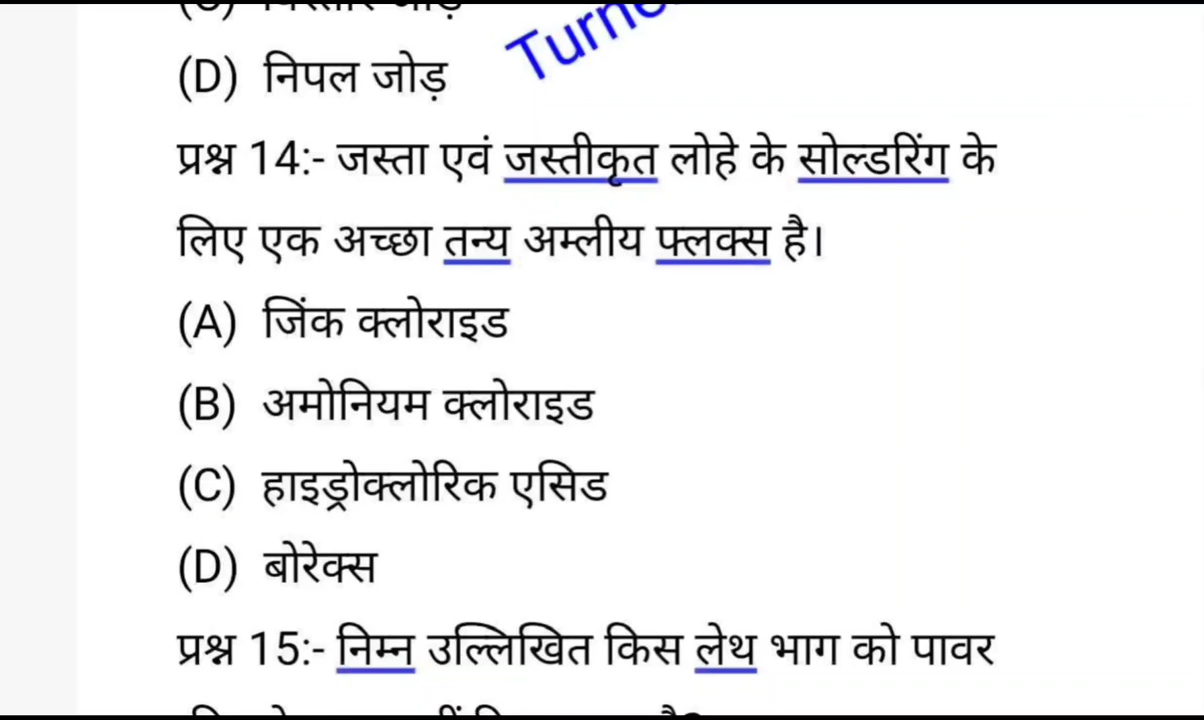 Turne
(D) निपल जोड़
प्रश्न 14:- जस्ता एवं जस्तीकृत लोहे के सोल्डरिंग के
लिए एक अच्छा तन्य अम्लीय फ्लक्स है।
(A) जिंक क्लोराइड
(B) अमोनियम क्लोराइड
(C) हाइड्रोक्लोरिक एसिड
(D) बोरेक्स
प्रश्न 15:- निम्न उल्लिखित किस लेथ भाग को पावर